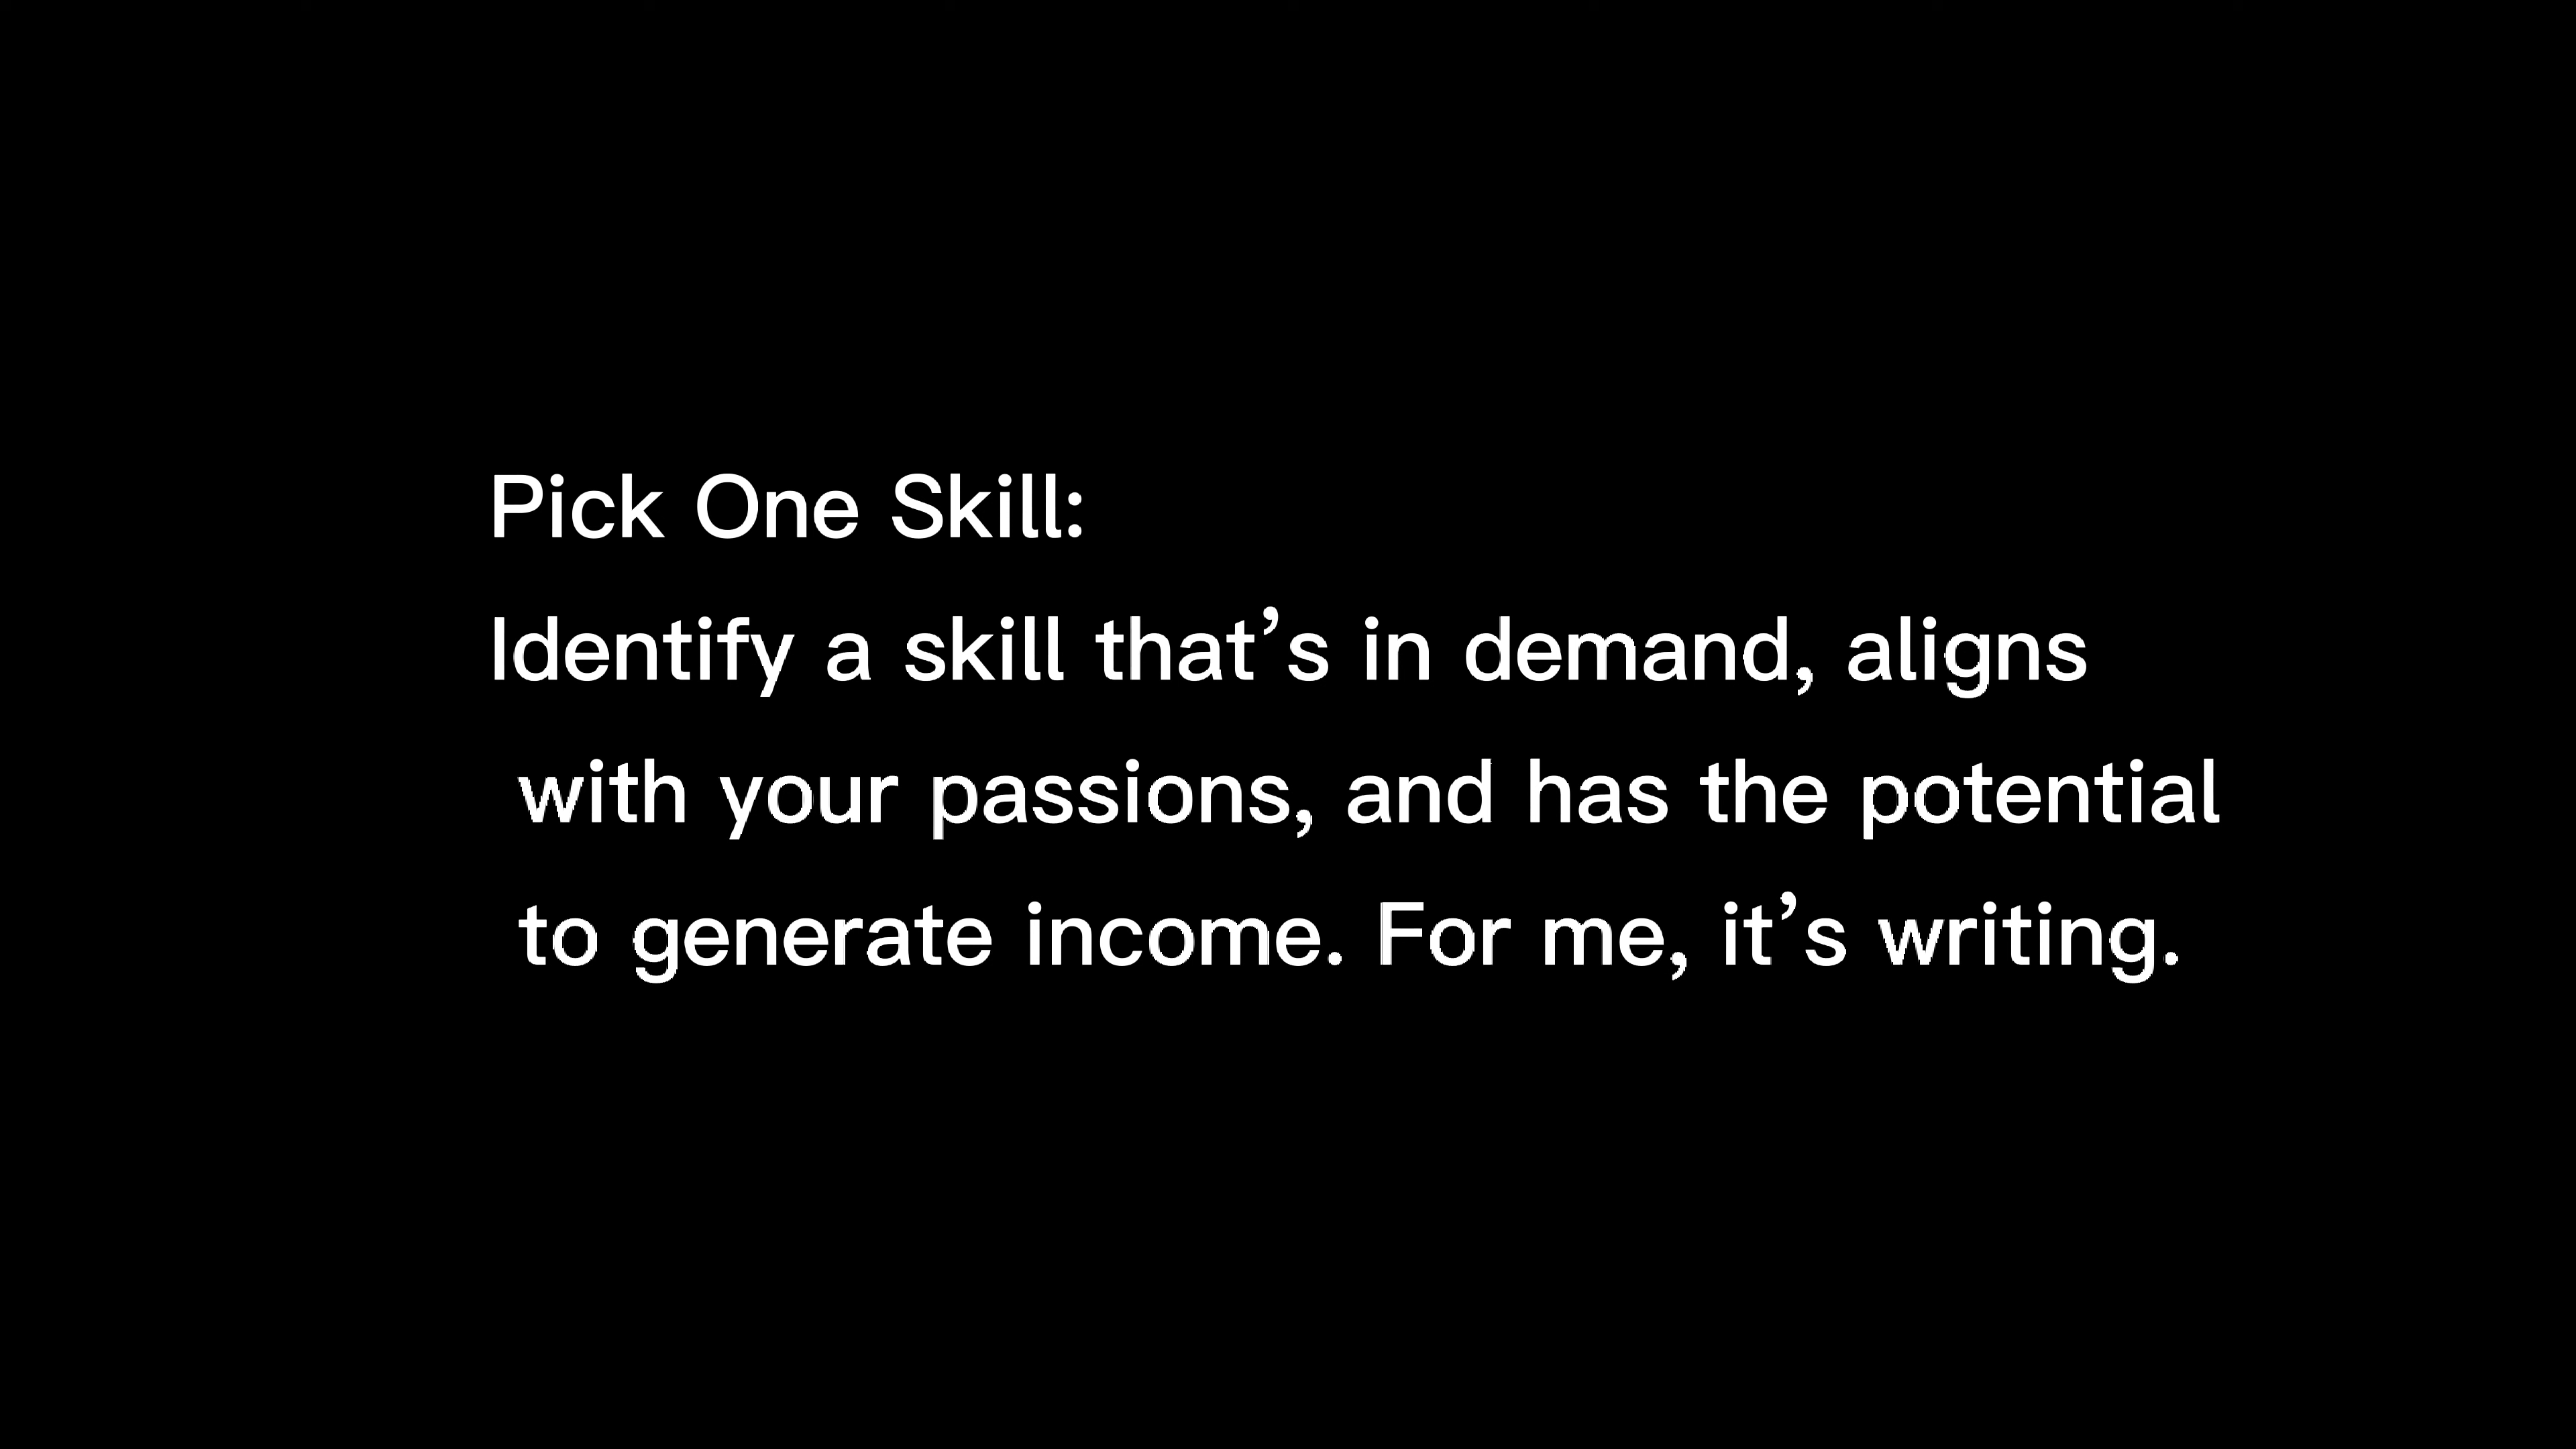 Pick One Skill:
Identify a skill that’s in demand, aligns
with your passions, and has the potential
to generate income. For me, it’s writing.